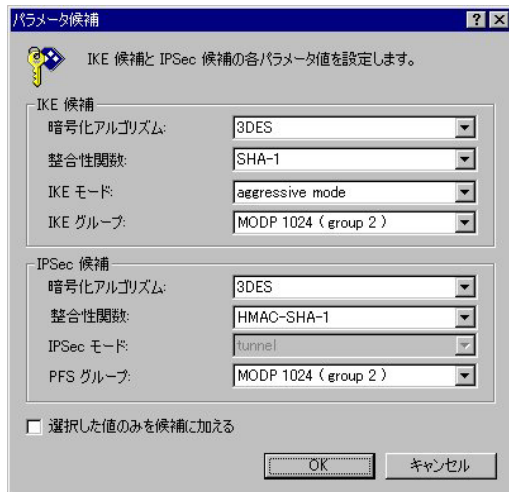 パラメータ候補
IKE 候補と IPSec 候補の各パラメータ値を設定します。
IKE 候補
暗号化アルゴリズム: 3DES
整合性関数: SHA-1
IKE モード: aggressive mode
IKE グループ: MODP 1024 ( group 2 )
IPSec 候補
暗号化アルゴリズム: 3DES
整合性関数: HMAC-SHA-1
IPSec モード: tunnel
PFS グループ: MODP 1024 ( group 2 )
選択した値のみを候補に加える
OK キャンセル